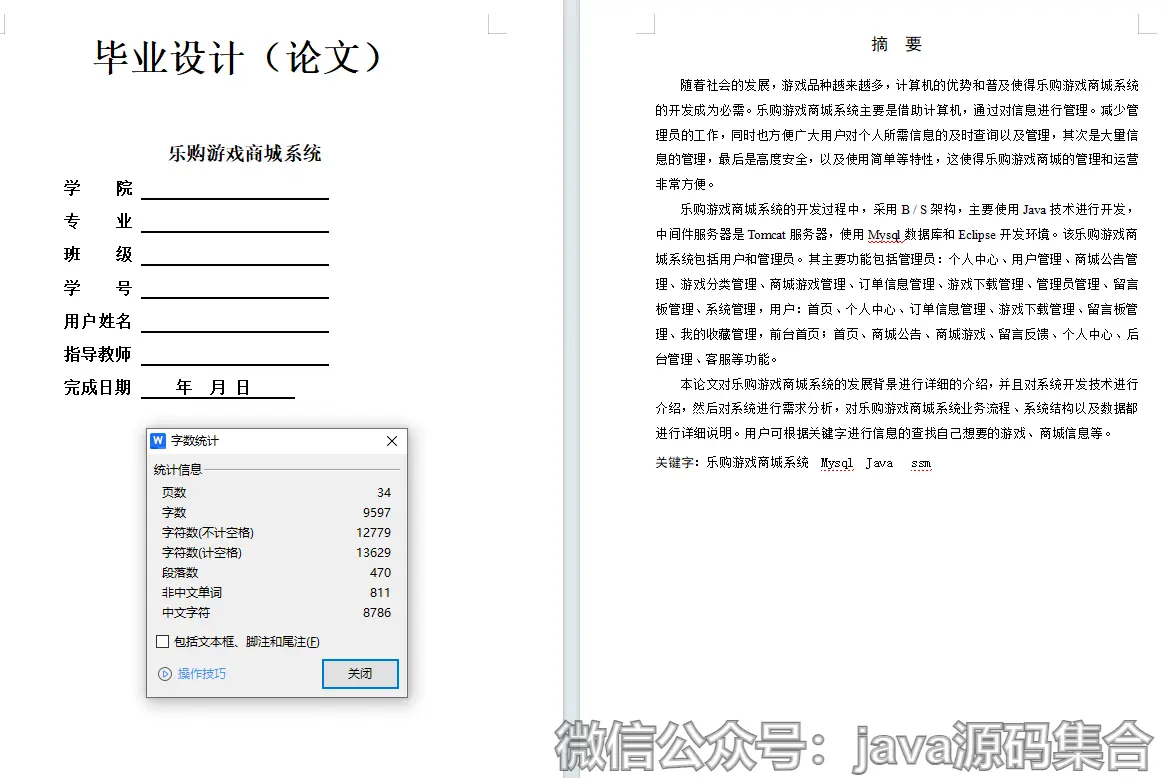 毕业设计（论文）
乐购游戏商城系统
学 院
专 业
班 级
学 号
用户姓名
指导教师
完成日期 年 月 日
字数统计
统计信息
页数 34
字数 9597
字符数(不计空格) 12779
字符数(计空格) 13629
段落数 470
非中文单词 811
中文字符 8786
包括文本框、脚注和尾注(F)
操作技巧
关闭
摘 要
随着社会的发展，游戏品种越来越多，计算机的优势和普及使得乐购游戏商城系统
的开发成为必需。乐购游戏商城系统主要是借助计算机，通过对信息进行管理。减少管
理员的工作，同时也方便广大用户对个人所需信息的及时查询以及管理，其次是大量信
息的管理，最后是高度安全，以及使用简单等特性，这使得乐购游戏商城的管理和运营
非常方便。
乐购游戏商城系统的开发过程中，采用 B / S 架构，主要使用 Java 技术进行开发，
中间件服务器是 Tomcat 服务器，使用 Mysql 数据库和 Eclipse 开发环境。该乐购游戏商
城系统包括用户和管理员。其主要功能包括管理员：个人中心、用户管理、商城公告管
理、游戏分类管理、商城游戏管理、订单信息管理、游戏下载管理、管理员管理、留言
板管理、系统管理，用户：首页、个人中心、订单信息管理、游戏下载管理、留言板管
理、我的收藏管理，前台首页；首页、商城公告、商城游戏、留言反馈、个人中心、后
台管理、客服等功能。
本论文对乐购游戏商城系统的发展背景进行详细的介绍，并且对系统开发技术进行
介绍，然后对系统进行需求分析，对乐购游戏商城系统业务流程、系统结构以及数据都
进行详细说明。用户可根据关键字进行信息的查找自己想要的游戏、商城信息等。
关键字：乐购游戏商城系统 Mysql Java ssm
微信公众号：java源码集合